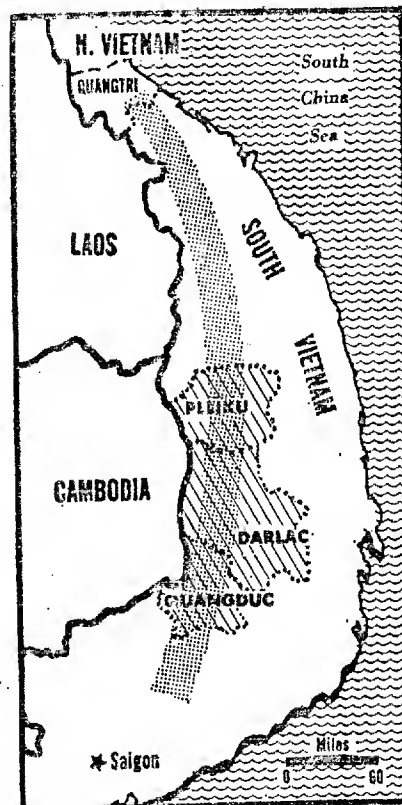 N. VIETNAM
QUANGTRI
South
China
Sea
LAOS
SOUTH
VIETNAM
PLEIKU
CAMBODIA
DARLAC
QUANGDUC
Saigon
Miles
0 60